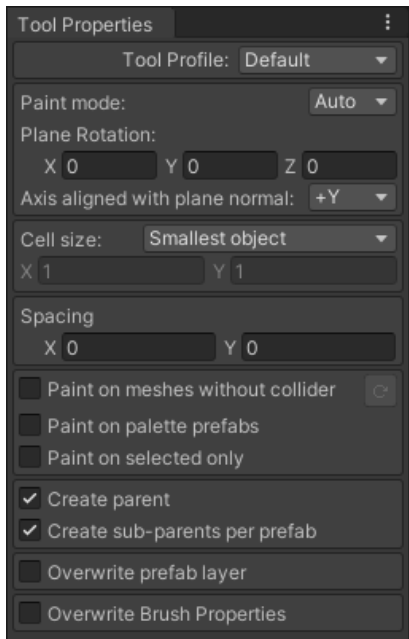 Tool Properties
Tool Profile: Default
Paint mode: Auto
Plane Rotation:
X 0 Y 0 Z 0
Axis aligned with plane normal: +Y
Cell size: Smallest object
X 1 Y 1
Spacing
X 0 Y 0
Paint on meshes without collider
Paint on palette prefabs
Paint on selected only
Create parent
Create sub-parents per prefab
Overwrite prefab layer
Overwrite Brush Properties